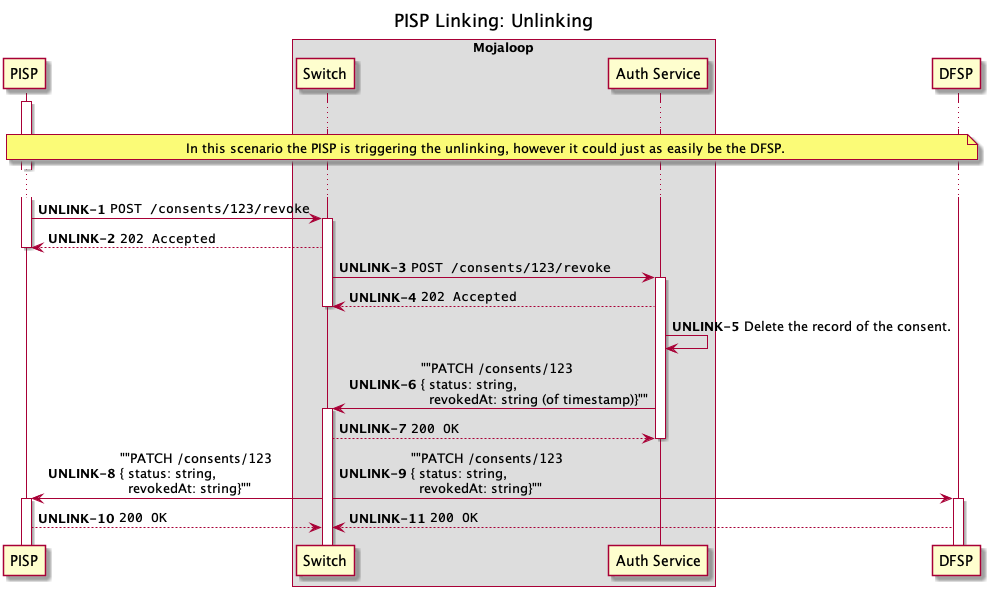 PISP Linking: Unlinking
Mojaloop
PISP
Switch
Auth Service
DFSP
In this scenario the PISP is triggering the unlinking, however it could just as easily be the DFSP.
UNLINK-1 POST /consents/123/revoke
UNLINK-2 202 Accepted
UNLINK-3 POST /consents/123/revoke
UNLINK-4 202 Accepted
UNLINK-5 Delete the record of the consent.
""PATCH /consents/123
UNLINK-6 { status: string,
revokedAt: string (of timestamp)}""
UNLINK-7 200 OK
""PATCH /consents/123
UNLINK-8 { status: string,
revokedAt: string}""
""PATCH /consents/123
UNLINK-9 { status: string,
revokedAt: string}""
UNLINK-10 200 OK
UNLINK-11 200 OK
PISP
Switch
Auth Service
DFSP